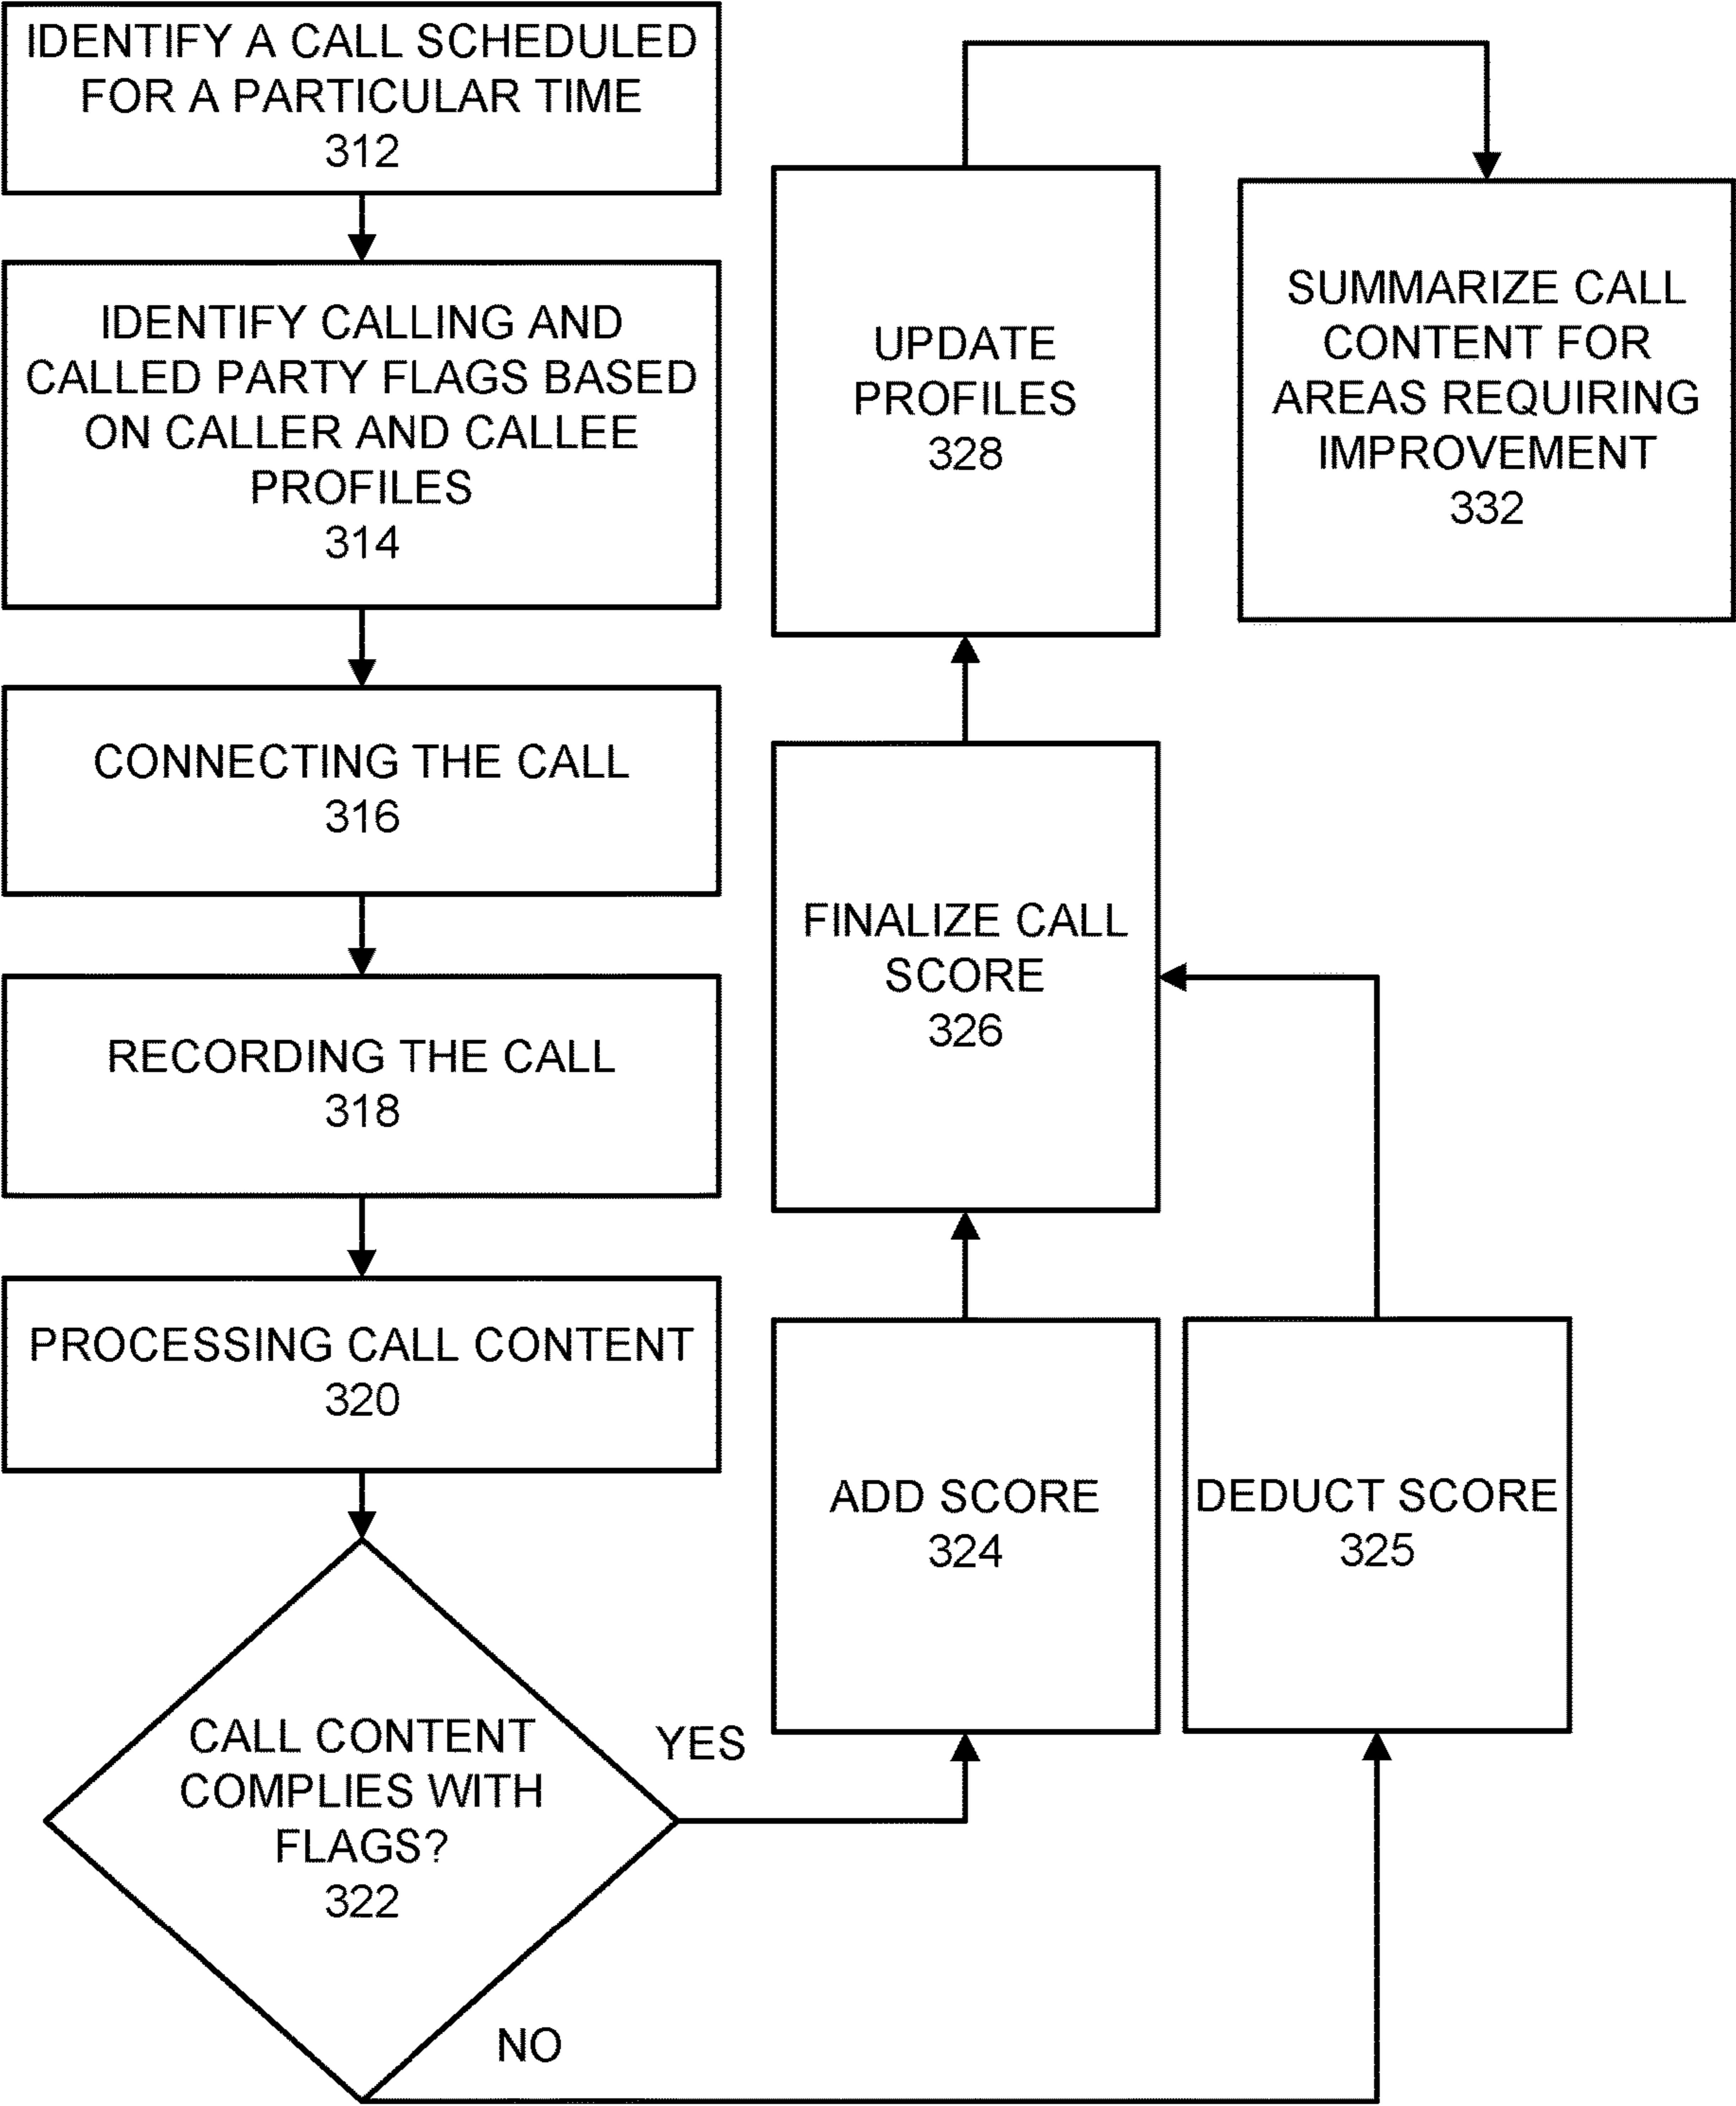 IDENTIFY A CALL SCHEDULED
FOR A PARTICULAR TIME
312
IDENTIFY CALLING AND
CALLED PARTY FLAGS BASED
ON CALLER AND CALLEE
PROFILES
314
CONNECTING THE CALL
316
RECORDING THE CALL
318
PROCESSING CALL CONTENT
320
CALL CONTENT
COMPLIES WITH
FLAGS?
322
YES
NO
ADD SCORE
324
DEDUCT SCORE
325
FINALIZE CALL
SCORE
326
UPDATE
PROFILES
328
SUMMARIZE CALL
CONTENT FOR
AREAS REQUIRING
IMPROVEMENT
332